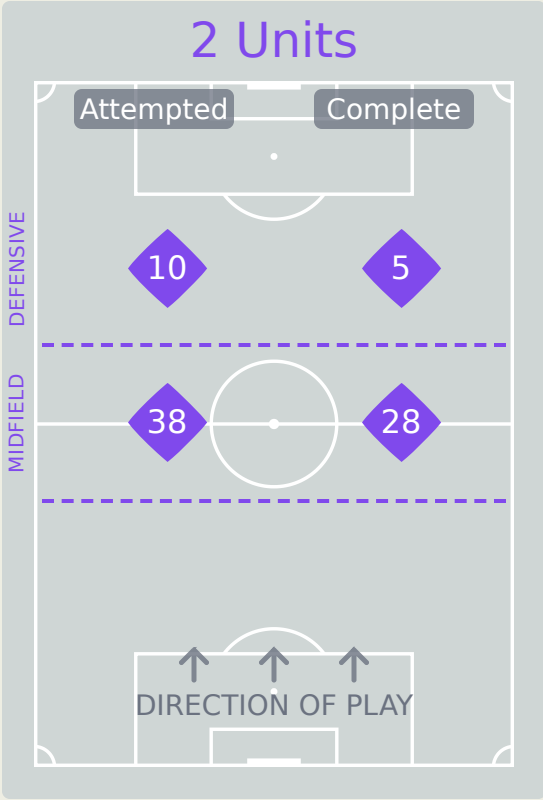 2 Units
Attempted
Complete
DEFENSIVE
10
5
MIDFIELD
38
28
DIRECTION OF PLAY